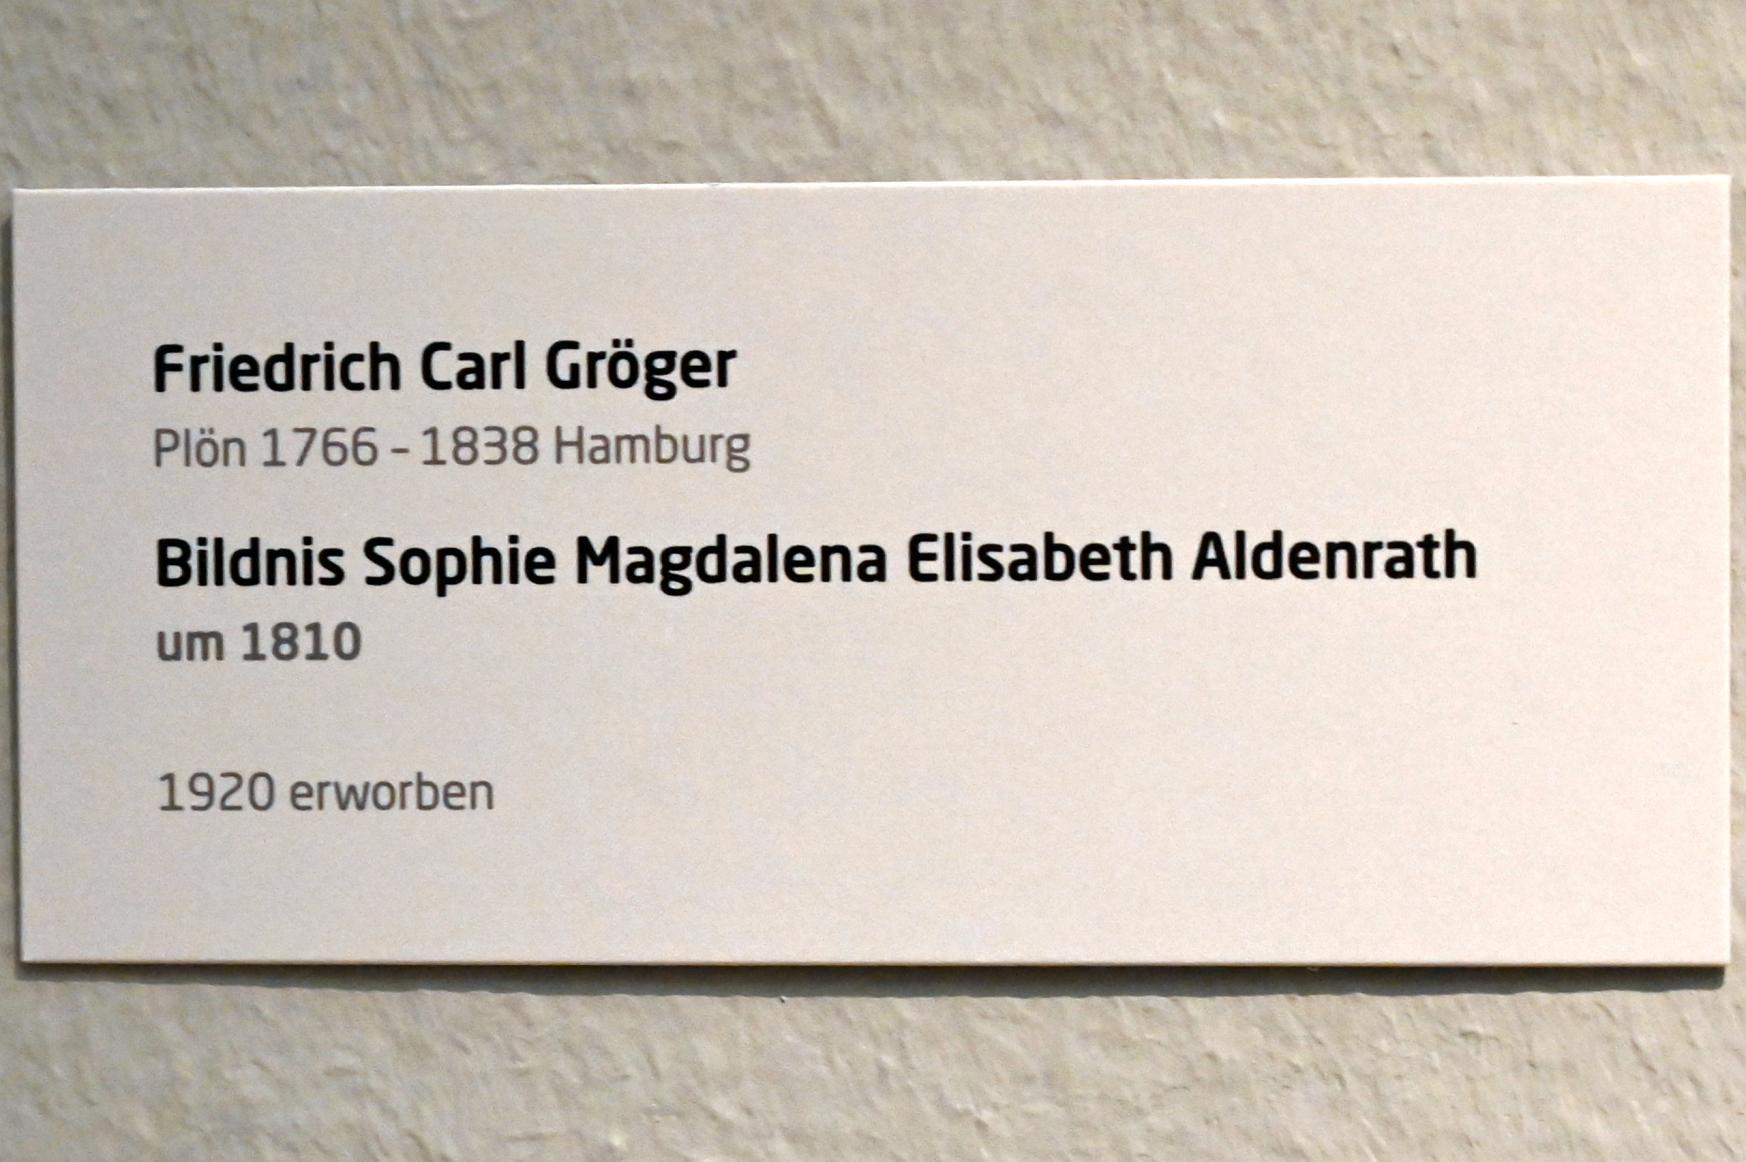 Friedrich Carl Gröger
Plön 1766 – 1838 Hamburg
Bildnis Sophie Magdalena Elisabeth Aldenrath
um 1810
1920 erworben